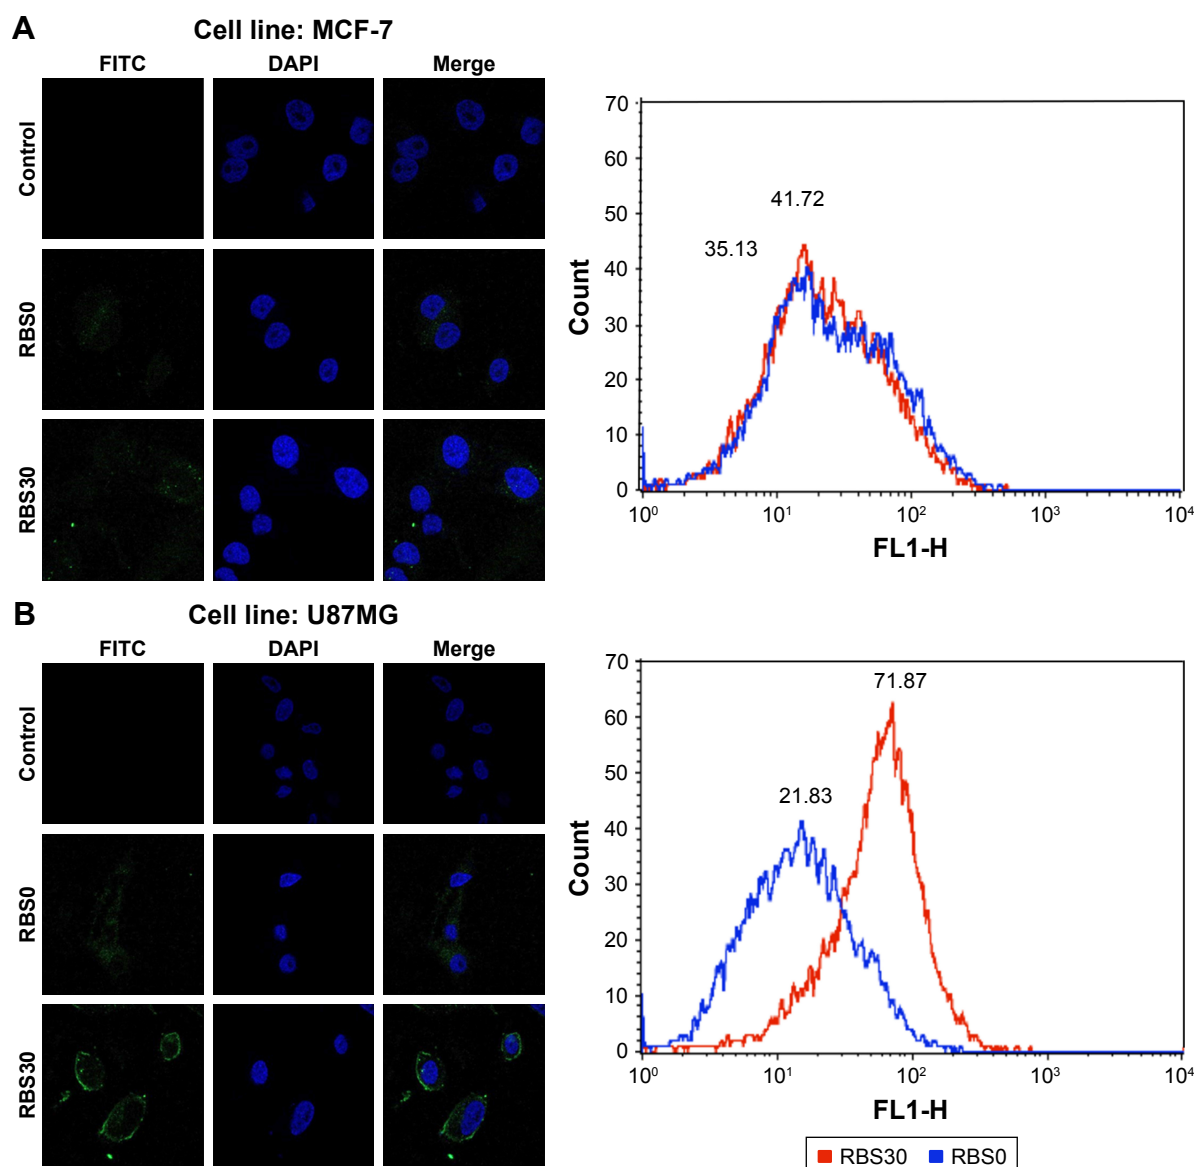 A
Cell line: MCF-7
FITC DAPI Merge
Control
RBS0
RBS30
70
60
50
40
30
20
10
0
Count
41.72
35.13
10⁰ 10¹ 10² 10³ 10⁴
FL1-H
B
Cell line: U87MG
FITC DAPI Merge
Control
RBS0
RBS30
70
60
50
40
30
20
10
0
Count
71.87
21.83
10⁰ 10¹ 10² 10³ 10⁴
FL1-H
RBS30 RBS0